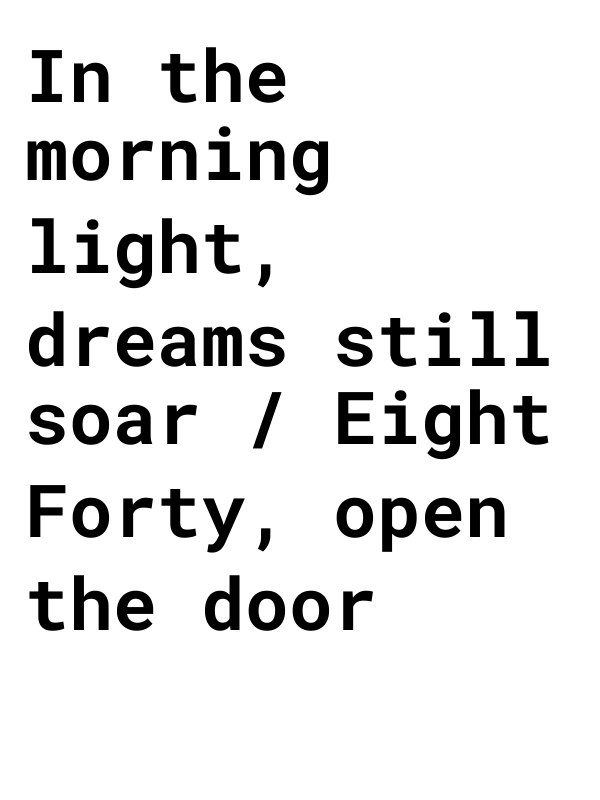 In the
morning
light,
dreams still
soar / Eight
Forty, open
the door